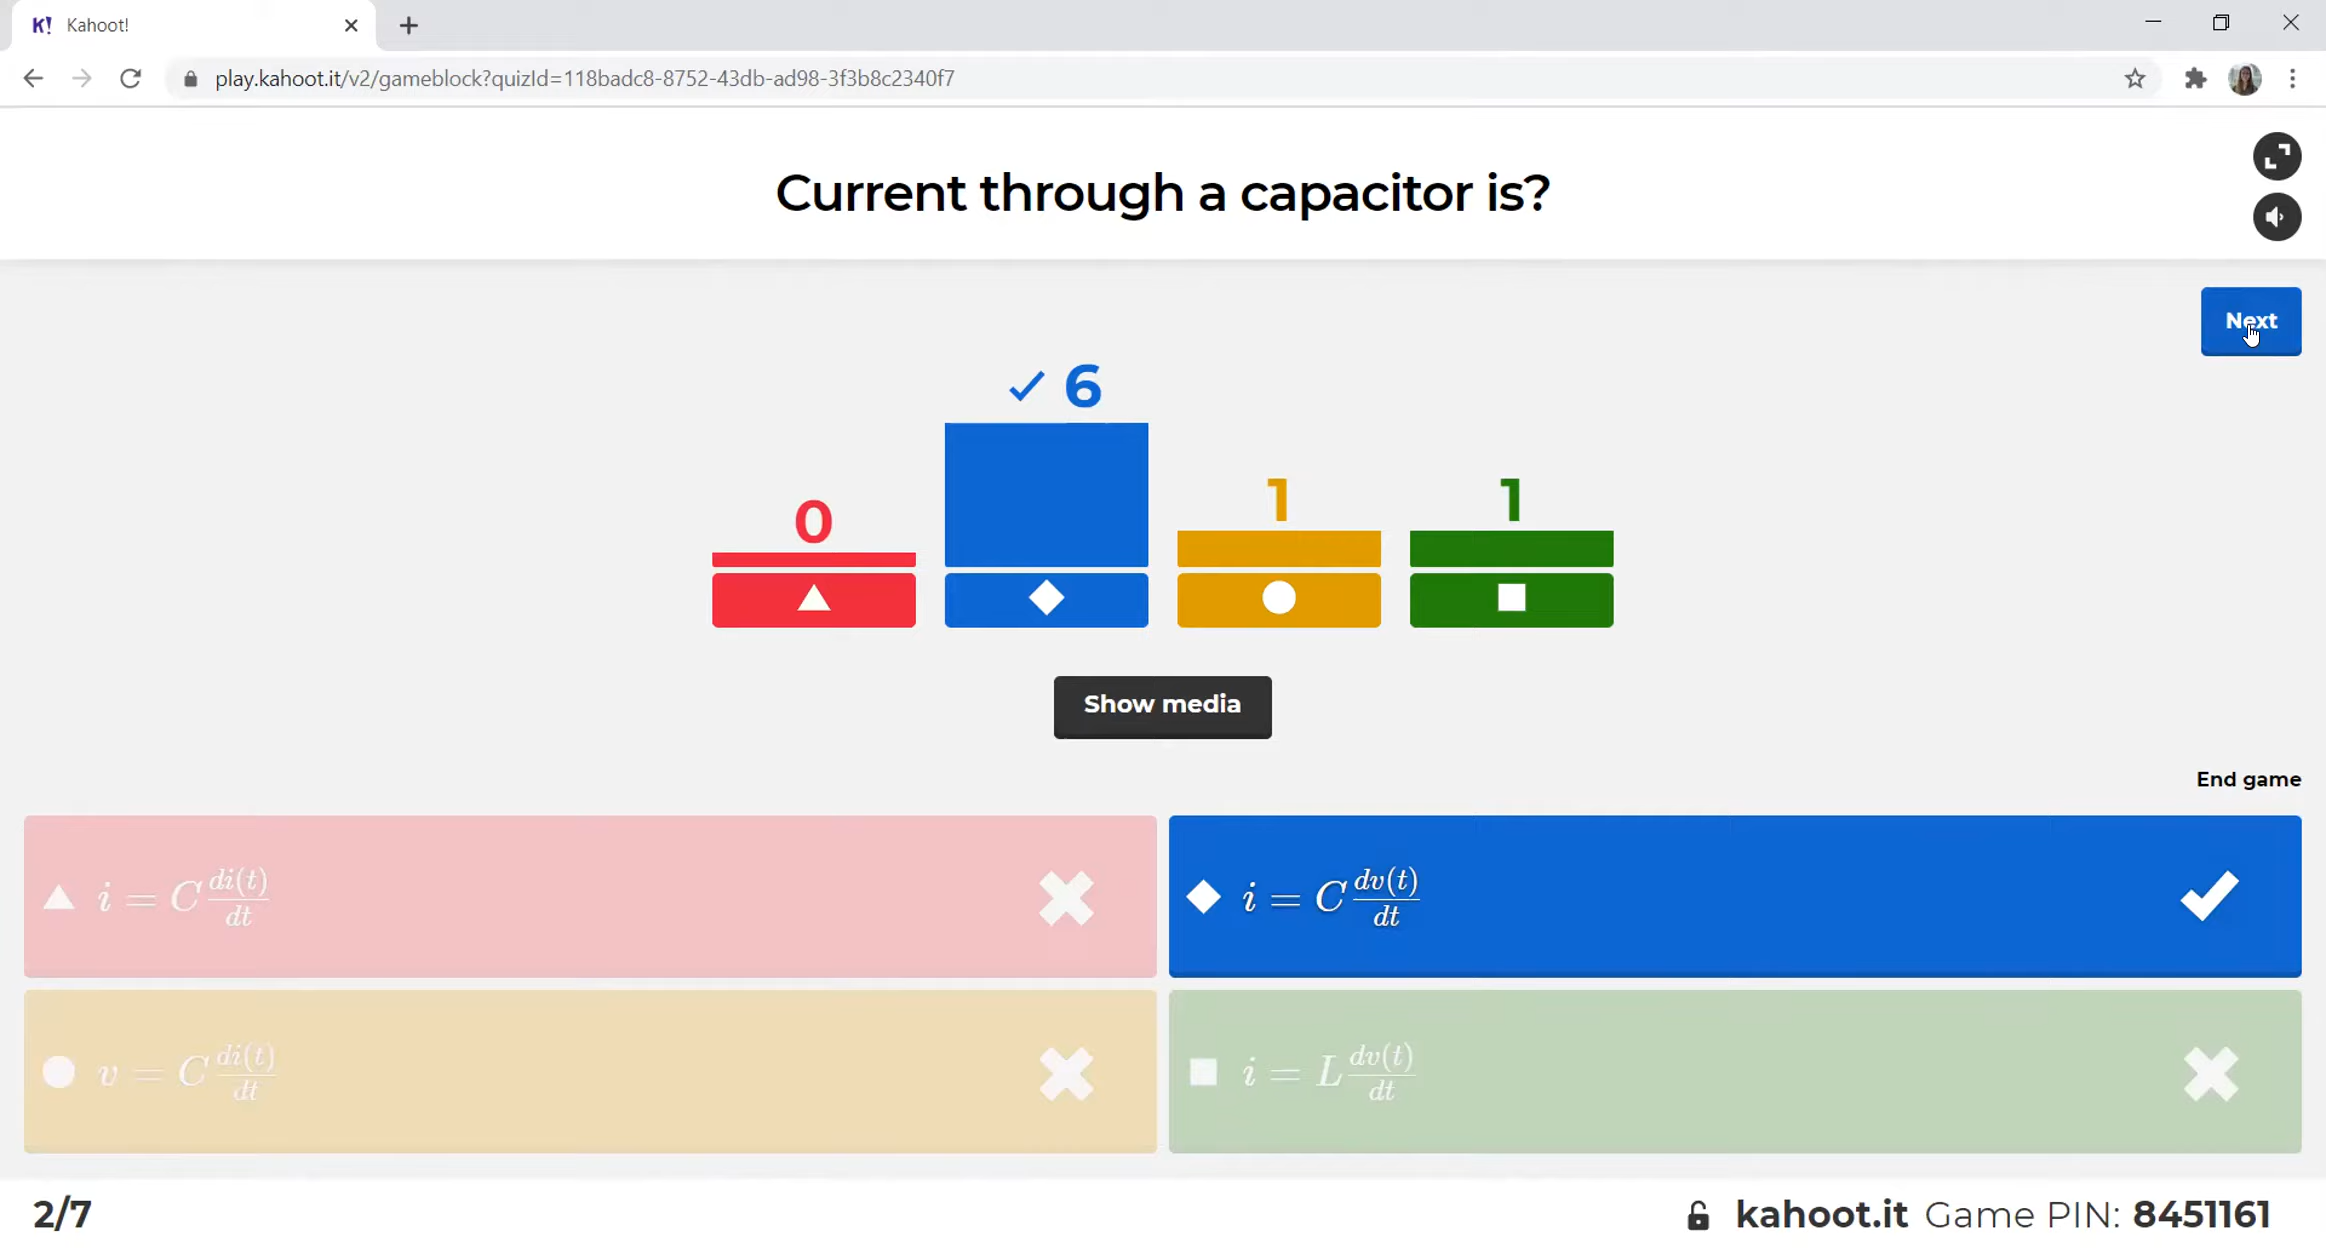 K! Kahoot!
play.kahoot.it/v2/gameblock?quizId=118badc8-8752-43db-ad98-3f3b8c2340f7
Current through a capacitor is?
Next
6
0
1
1
Show media
End game
i = C di(t)/dt
i = C dv(t)/dt
v = C di(t)/dt
i = L dv(t)/dt
2/7
kahoot.it Game PIN: 8451161